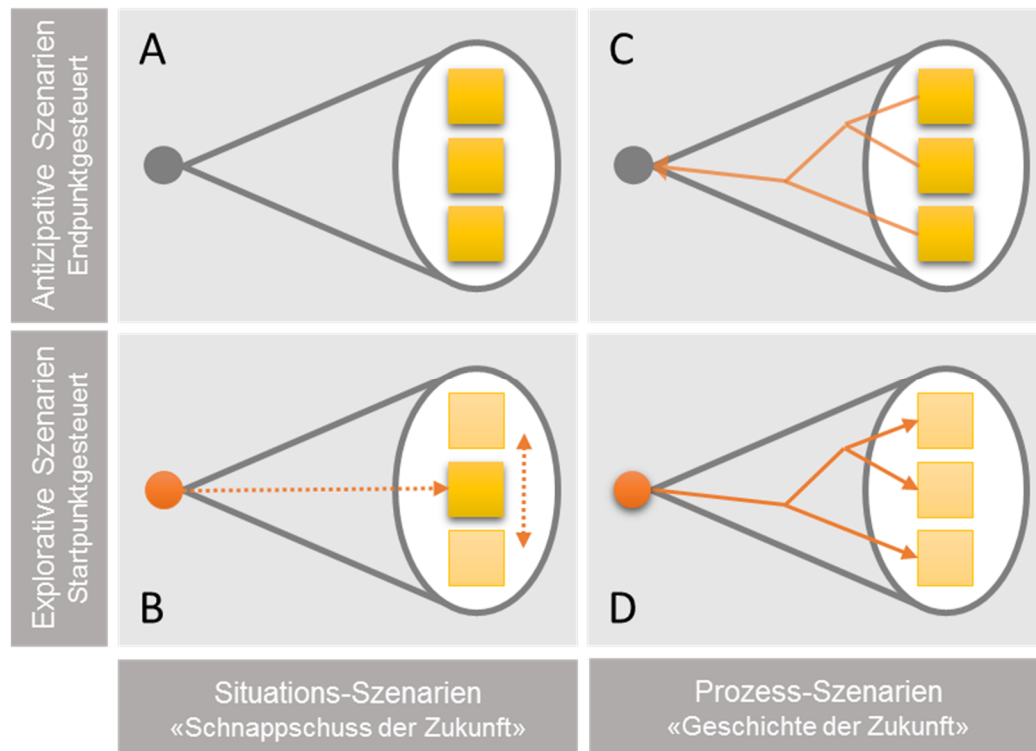 Antizipative Szenarien
Endpunktgesteuert
A
C
Explorative Szenarien
Startpunktgesteuert
B
D
Situations-Szenarien
«Schnappschuss der Zukunft»
Prozess-Szenarien
«Geschichte der Zukunft»